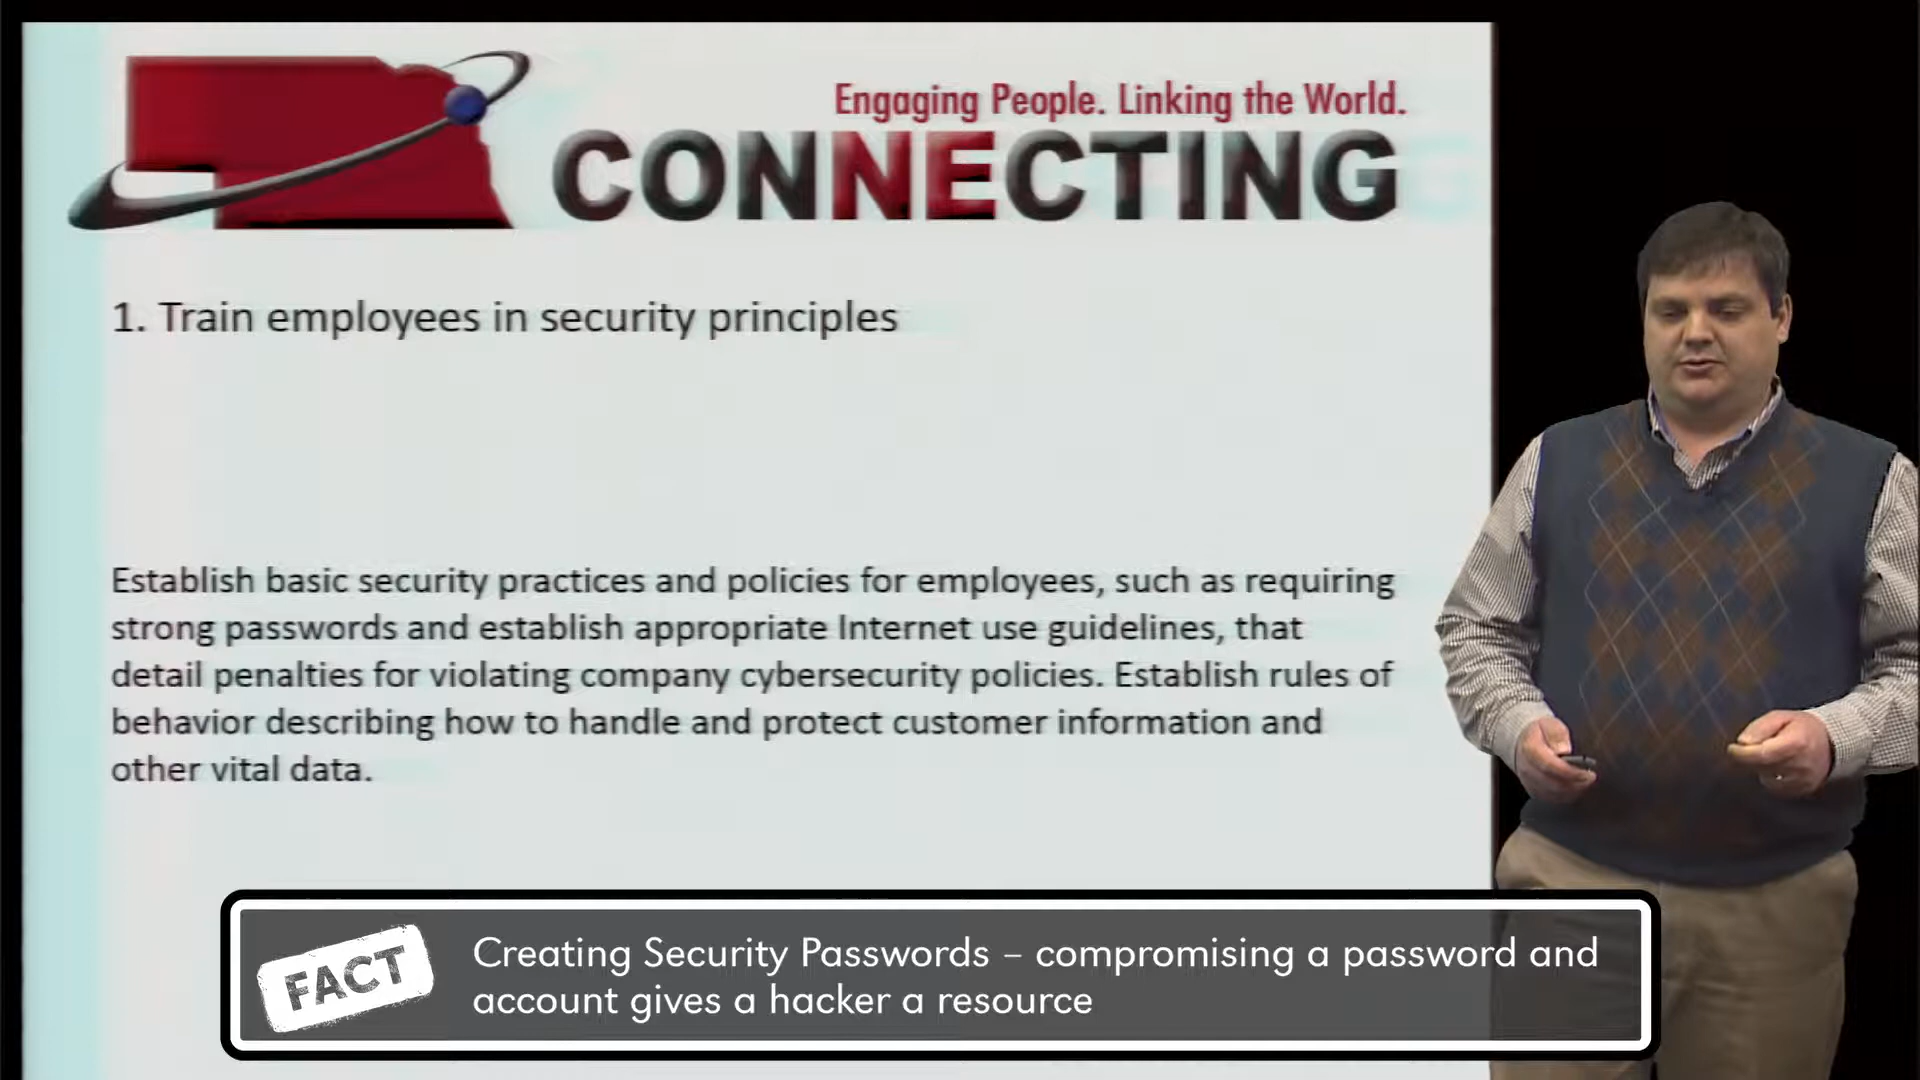 Engaging People. Linking the World.
CONNECTING
1. Train employees in security principles
Establish basic security practices and policies for employees, such as requiring
strong passwords and establish appropriate Internet use guidelines, that
detail penalties for violating company cybersecurity policies. Establish rules of
behavior describing how to handle and protect customer information and
other vital data.
FACT
Creating Security Passwords – compromising a password and
account gives a hacker a resource